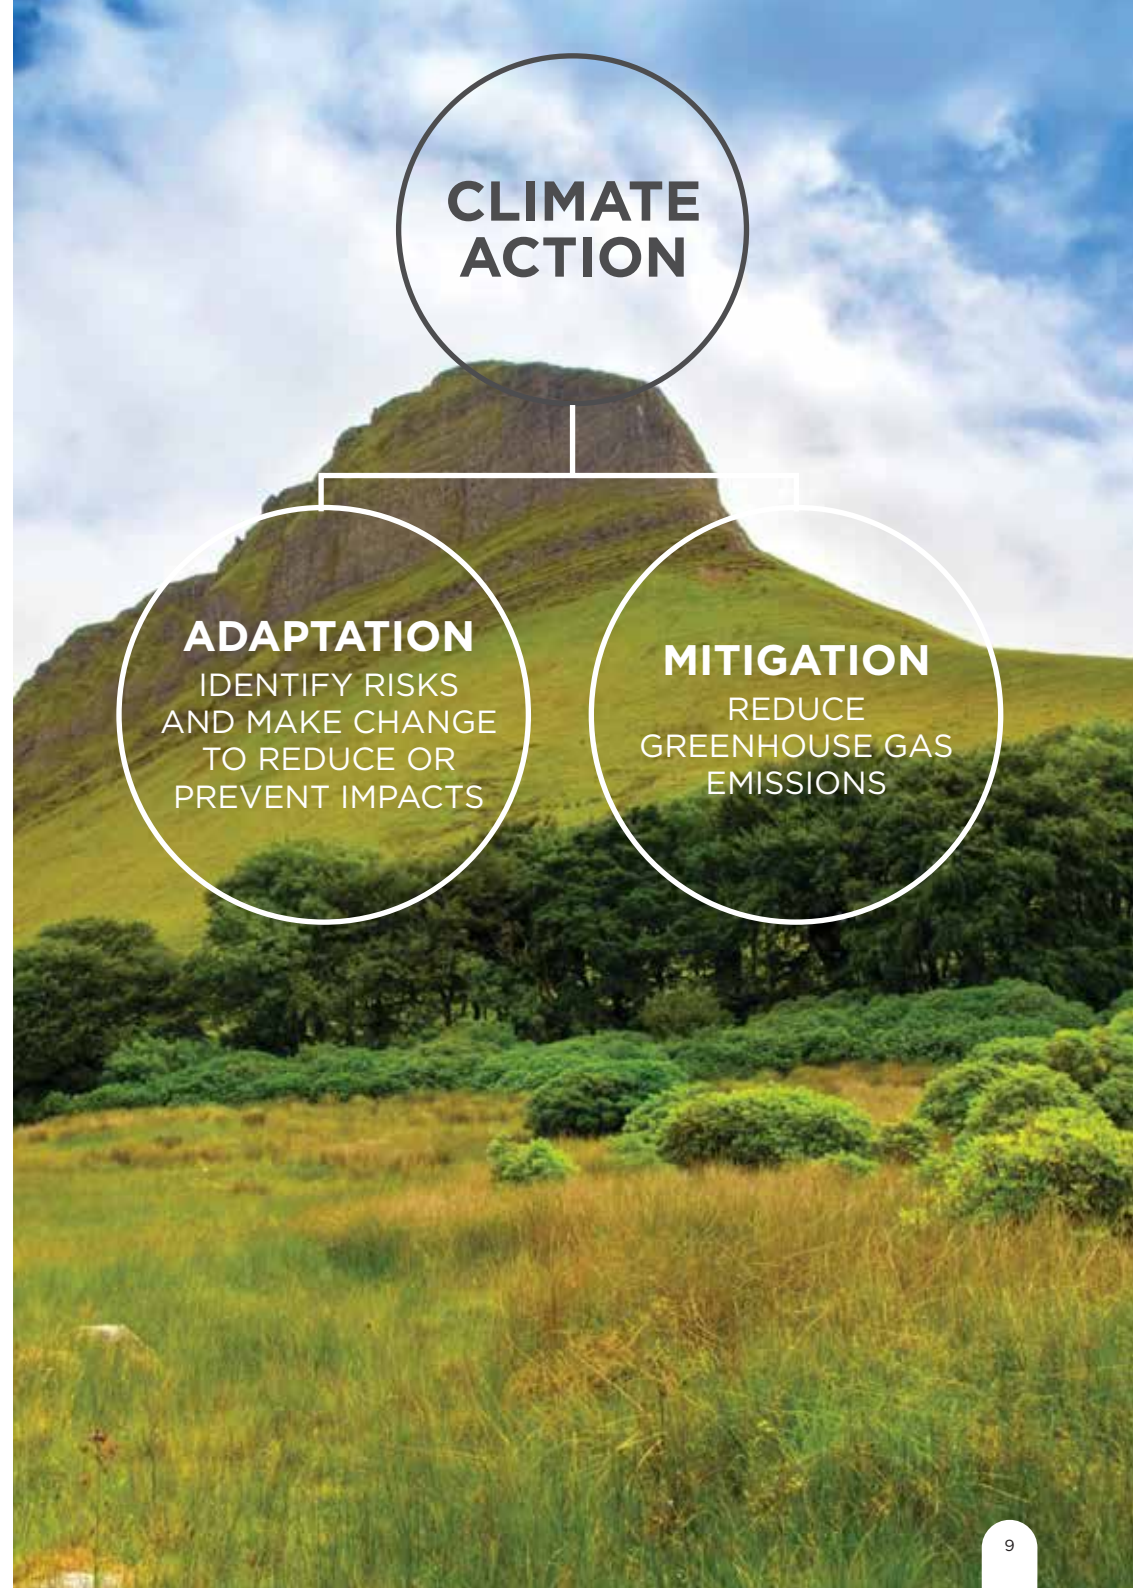 CLIMATE
ACTION
ADAPTATION
IDENTIFY RISKS
AND MAKE CHANGE
TO REDUCE OR
PREVENT IMPACTS
MITIGATION
REDUCE
GREENHOUSE GAS
EMISSIONS
9